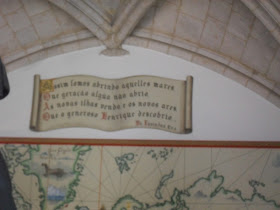 Assim fomos abrindo aquelles mares
Que geração algũa não abrio
As novas ilhas vendo e os novos ares
Que o generoso Henrique descobrio.